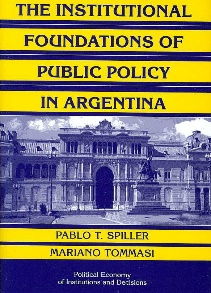 THE INSTITUTIONAL
FOUNDATIONS OF
PUBLIC POLICY
IN ARGENTINA
PABLO T. SPILLER
MARIANO TOMMASI
Political Economy
of Institutions and Decisions